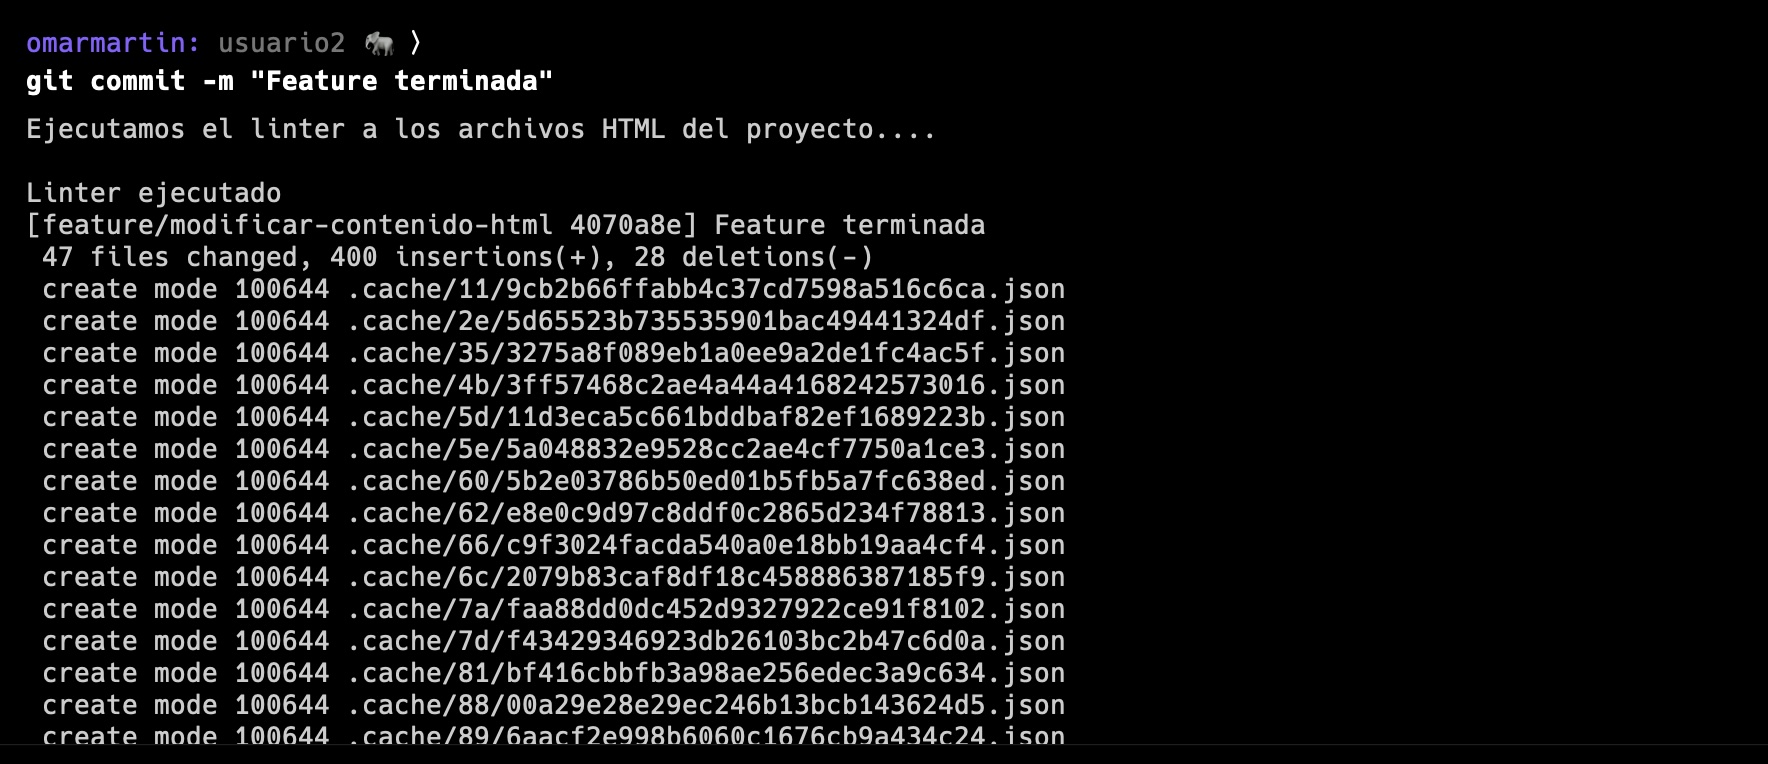 omarmartin: usuario2 🐘 ⟩
git commit -m "Feature terminada"
Ejecutamos el linter a los archivos HTML del proyecto....
Linter ejecutado
[feature/modificar-contenido-html 4070a8e] Feature terminada
47 files changed, 400 insertions(+), 28 deletions(-)
create mode 100644 .cache/11/9cb2b66ffabb4c37cd7598a516c6ca.json
create mode 100644 .cache/2e/5d65523b735535901bac49441324df.json
create mode 100644 .cache/35/3275a8f089eb1a0ee9a2de1fc4ac5f.json
create mode 100644 .cache/4b/3ff57468c2ae4a44a4168242573016.json
create mode 100644 .cache/5d/11d3eca5c661bddbaf82ef1689223b.json
create mode 100644 .cache/5e/5a048832e9528cc2ae4cf7750a1ce3.json
create mode 100644 .cache/60/5b2e03786b50ed01b5fb5a7fc638ed.json
create mode 100644 .cache/62/e8e0c9d97c8ddf0c2865d234f78813.json
create mode 100644 .cache/66/c9f3024facda540a0e18bb19aa4cf4.json
create mode 100644 .cache/6c/2079b83caf8df18c458886387185f9.json
create mode 100644 .cache/7a/faa88dd0dc452d9327922ce91f8102.json
create mode 100644 .cache/7d/f43429346923db26103bc2b47c6d0a.json
create mode 100644 .cache/81/bf416cbbfb3a98ae256edec3a9c634.json
create mode 100644 .cache/88/00a29e28e29ec246b13bcb143624d5.json
create mode 100644 .cache/89/6aacf2e998b6060c1676cb9a434c24.json